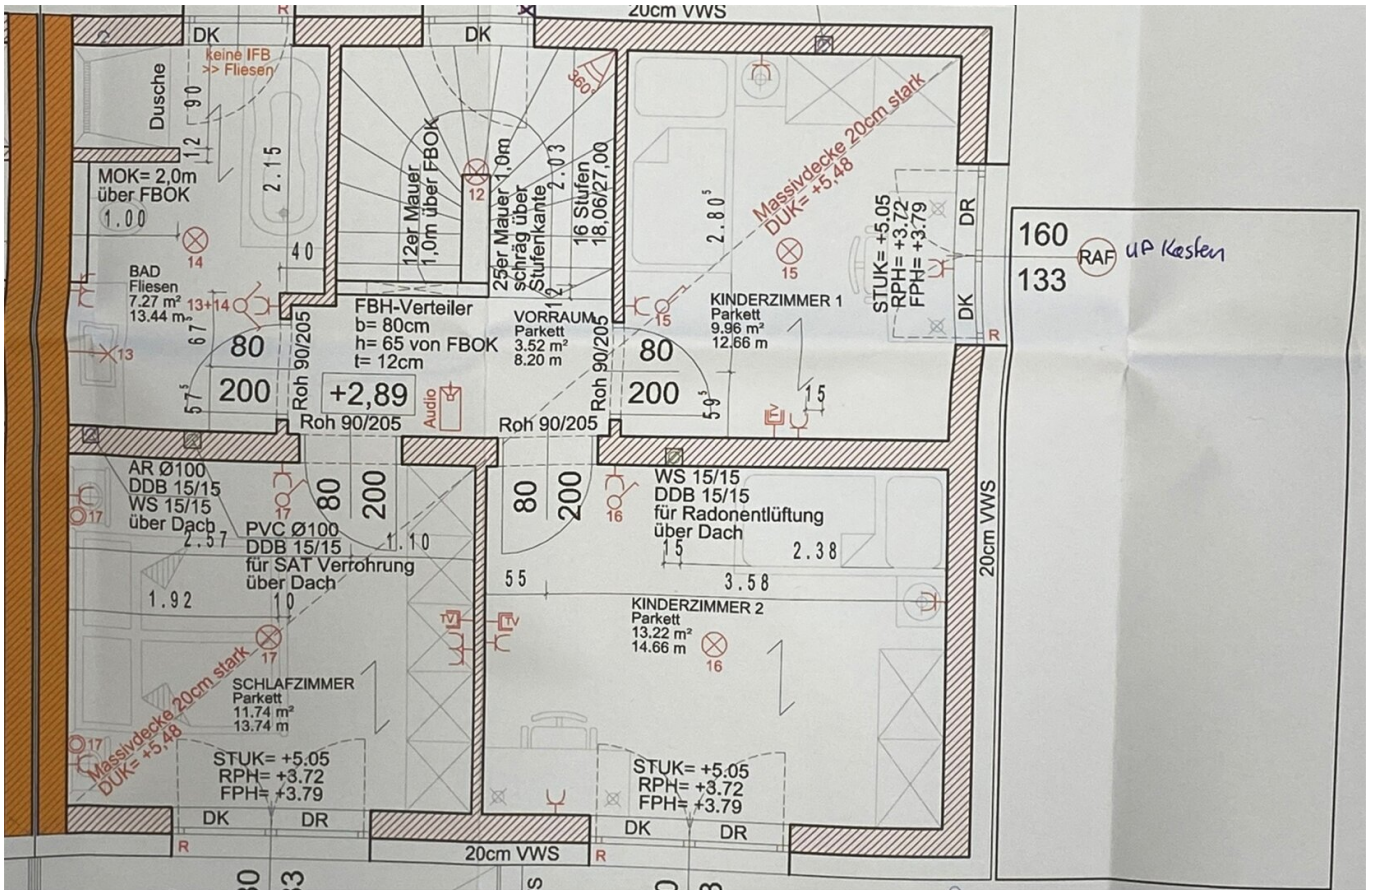 20cm VWS
R
DK
DK
keine IFB
>> Fliesen
360°
Dusche
90
12
2.15
MOK= 2,0m
über FBOK
1.00
14
40
BAD
Fliesen
7.27 m²
13.44 m
13+14
67
13
57⁵
80
200
Roh 90/205
12er Mauer
1,0m über FBOK
12
25er Mauer 1,0m
schräg über
Stufenkante
2.03
16 Stufen
18,06/27,00
12
FBH-Verteiler
b= 80cm
h= 65 von FBOK
t= 12cm
VORRAUM
Parkett
3.52 m²
8.20 m
+2,89
Audio
Roh 90/205
Roh 90/205
Roh 90/205
Massivdecke 20cm stark
DUK= +5,48
2.80⁵
15
KINDERZIMMER 1
Parkett
9.96 m²
12.66 m
15
80
200
59⁵
TV
15
STUK= +5.05
RPH= +3.72
FPH= +3.79
DR
DK
R
160
133
RAF
UP Kasten
AR Ø100
DDB 15/15
WS 15/15
über Dach
17
2.57
PVC Ø100
DDB 15/15
für SAT Verrohrung
über Dach
17
80
200
1.10
1.92
10
17
TV
TV
SCHLAFZIMMER
Parkett
11.74 m²
13.74 m
Massivdecke 20cm stark
DUK= +5,48
17
STUK= +5.05
RPH= +3.72
FPH= +3.79
DK
DR
R
80
200
16
WS 15/15
DDB 15/15
für Radonentlüftung
über Dach
15
2.38
55
3.58
KINDERZIMMER 2
Parkett
13.22 m²
14.66 m
16
STUK= +5.05
RPH= +3.72
FPH= +3.79
DK
DR
R
20cm VWS
20cm VWS